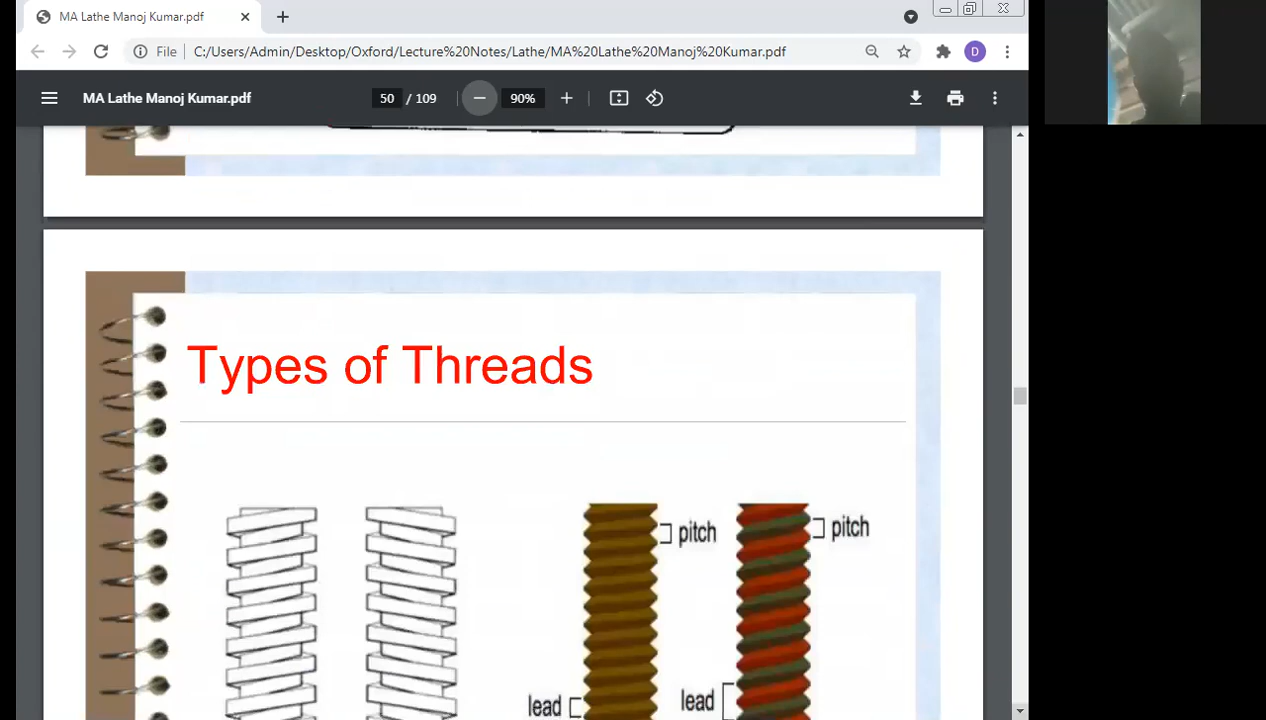 MA Lathe Manoj Kumar.pdf
File C:/Users/Admin/Desktop/Oxford/Lecture%20Notes/Lathe/MA%20Lathe%20Manoj%20Kumar.pdf
D
MA Lathe Manoj Kumar.pdf
50 / 109
90%
Types of Threads
pitch
pitch
lead
lead